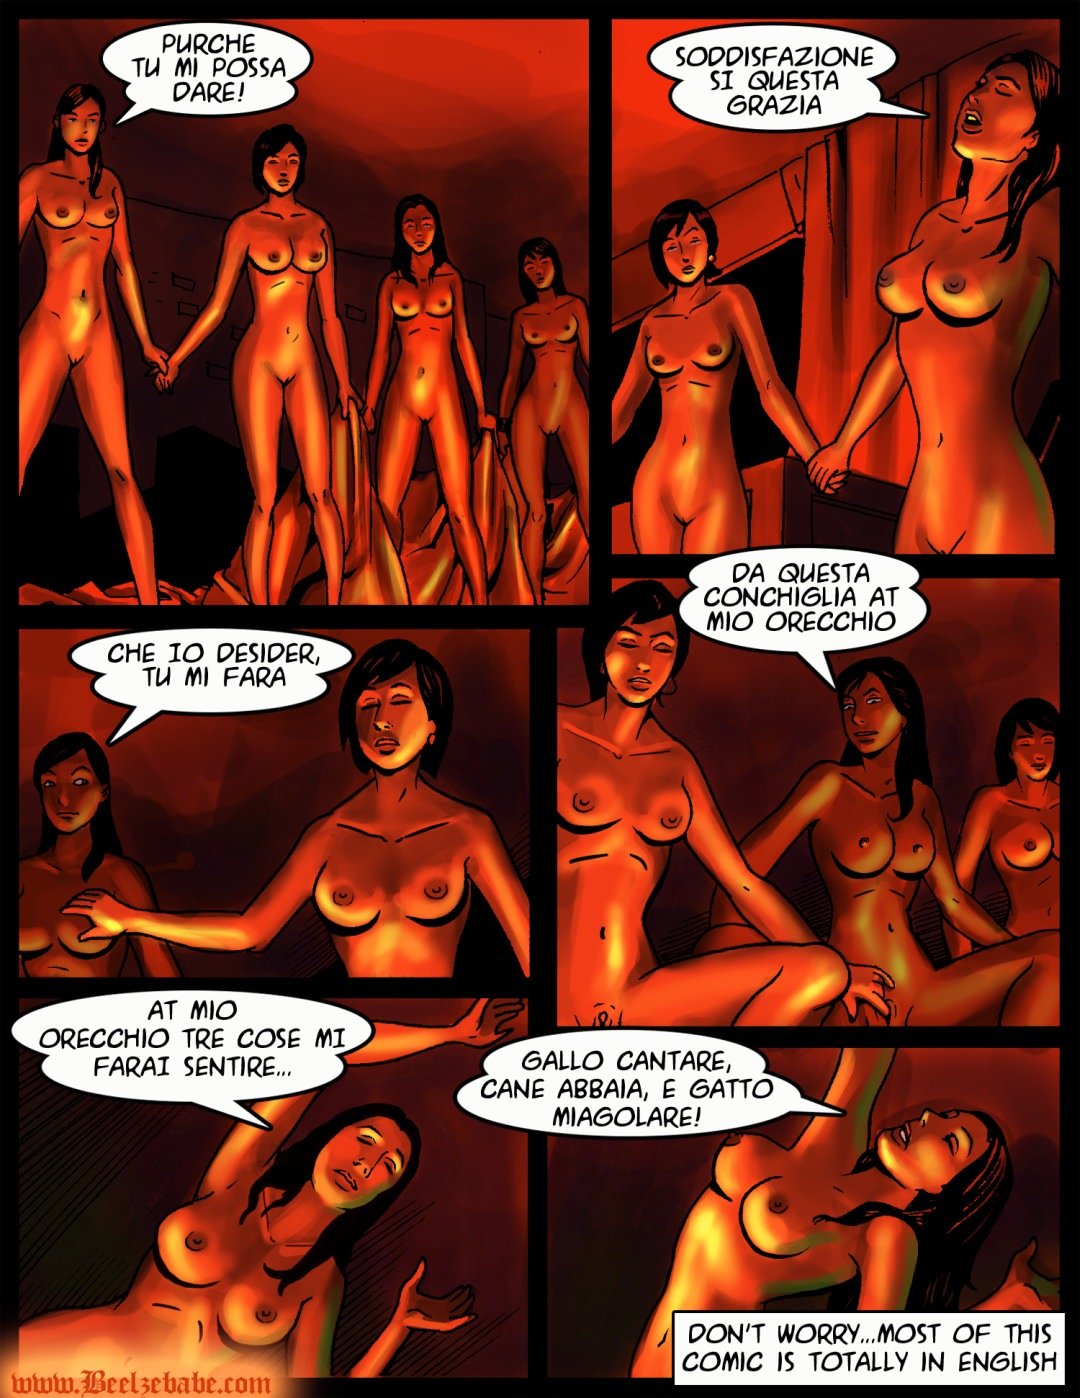 PURCHE
TU MI POSSA
DARE!
SODDISFAZIONE
SI QUESTA
GRAZIA
CHE IO DESIDER,
TU MI FARA
DA QUESTA
CONCHIGLIA AT
MIO ORECCHIO
AT MIO
ORECCHIO TRE COSE MI
FARAI SENTIRE...
GALLO CANTARE,
CANE ABBAIA, E GATTO
MIAGOLARE!
DON'T WORRY...MOST OF THIS
COMIC IS TOTALLY IN ENGLISH
www.Beelzebabe.com